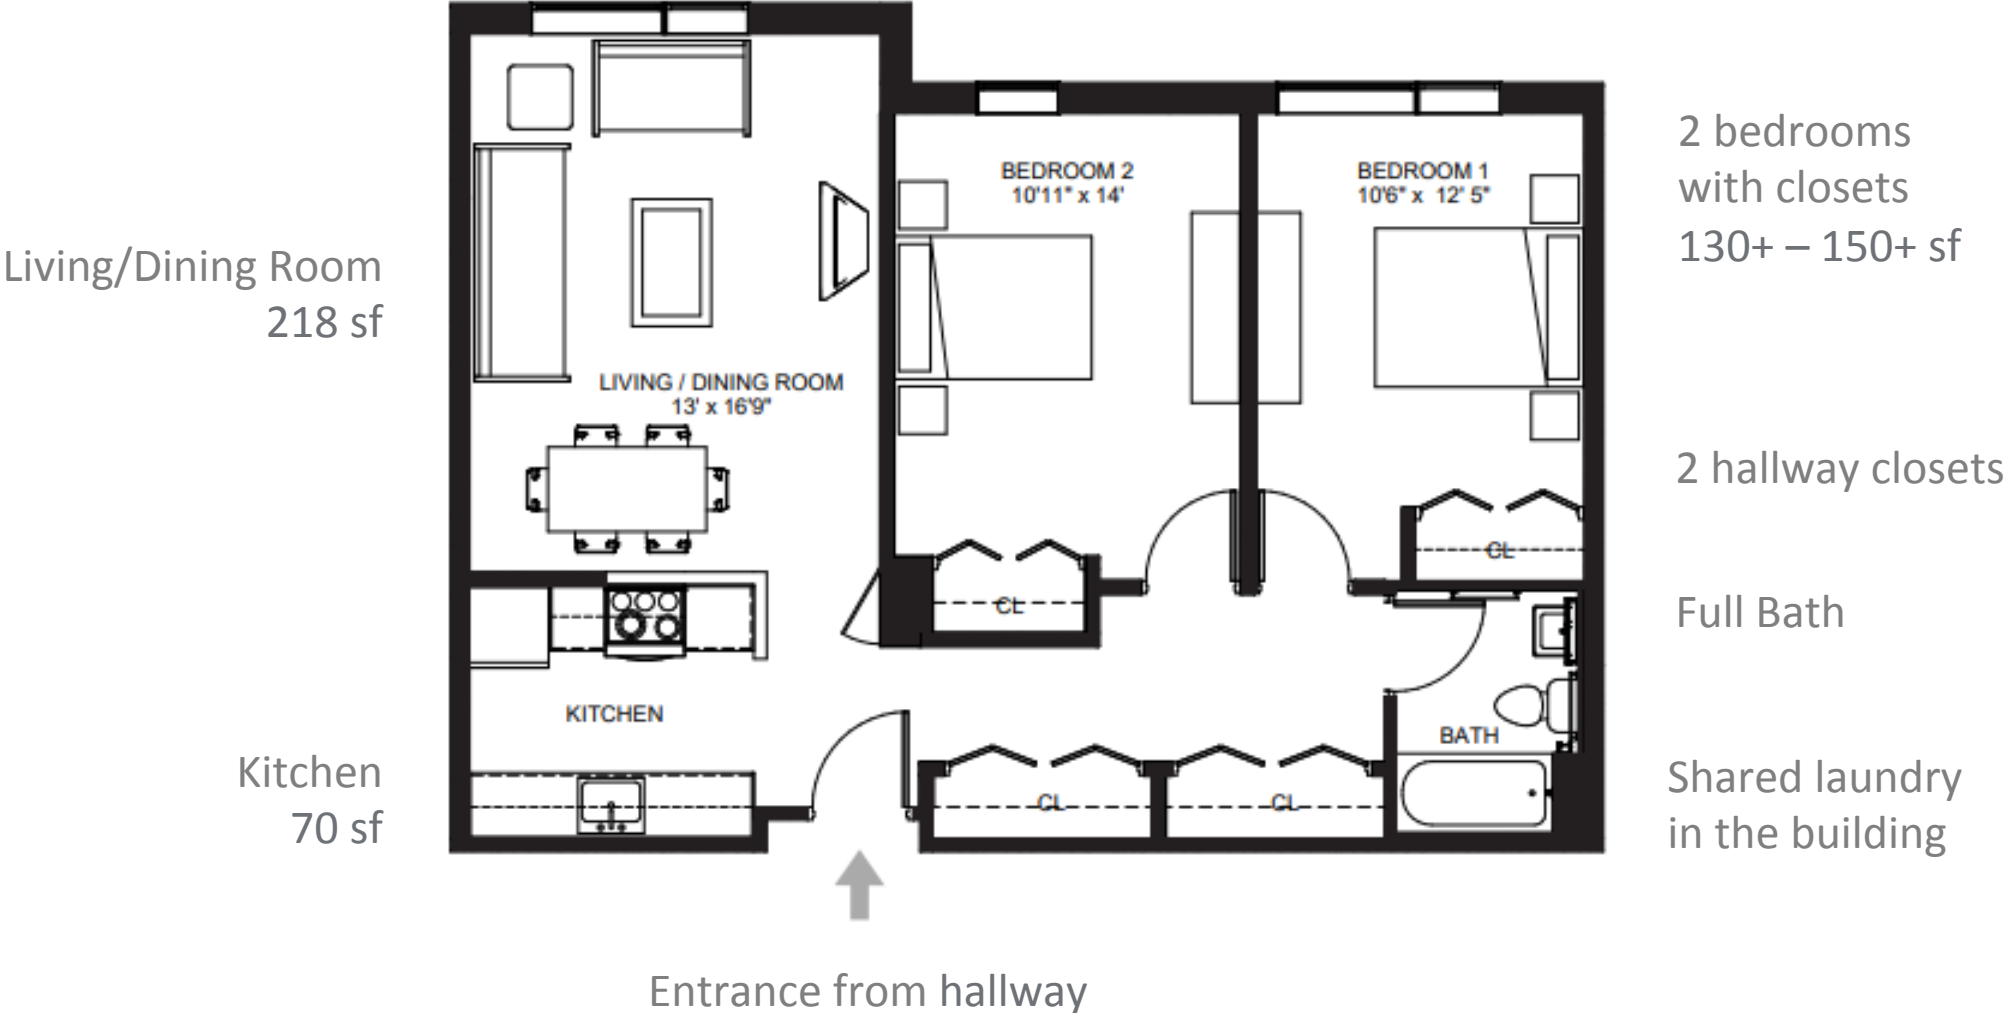 Living/Dining Room
218 sf
Kitchen
70 sf
BEDROOM 2
10'11" x 14'
BEDROOM 1
10'6" x 12' 5"
LIVING / DINING ROOM
13' x 16'9"
CL
CL
KITCHEN
BATH
CL
CL
2 bedrooms
with closets
130+ – 150+ sf
2 hallway closets
Full Bath
Shared laundry
in the building
Entrance from hallway